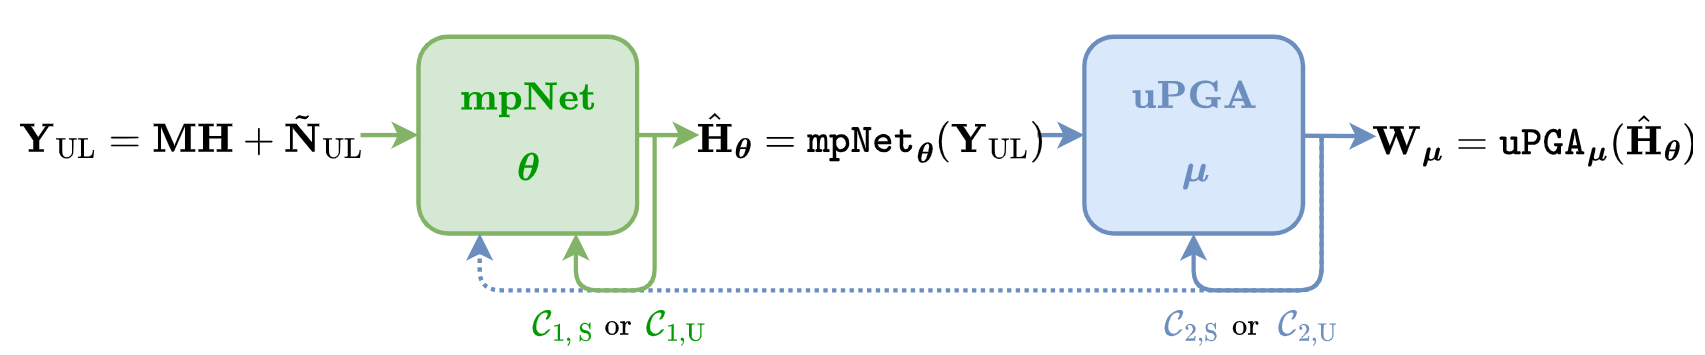 mpNet
uPGA
Y_UL = MH + Ñ_UL
Ĥ_θ = mpNet_θ(Y_UL)
W_μ = uPGA_μ(Ĥ_θ)
θ
μ
C_1, S or C_1,U
C_2,S or C_2,U